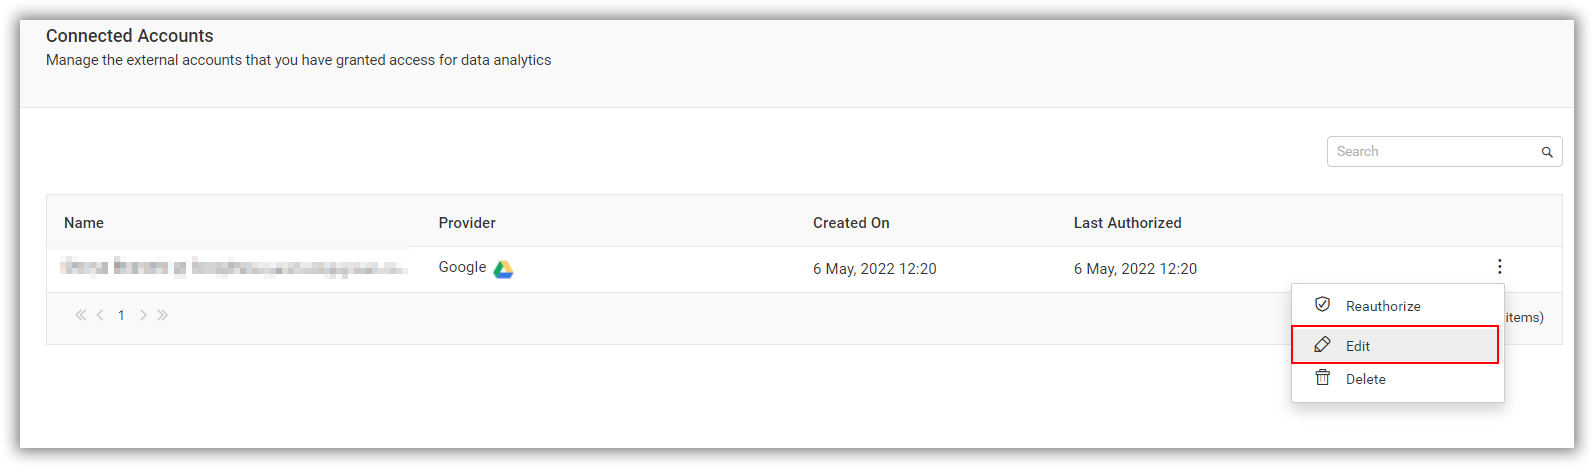 Connected Accounts
Manage the external accounts that you have granted access for data analytics
Search
Name Provider Created On Last Authorized
Google 6 May, 2022 12:20 6 May, 2022 12:20
1
items)
Reauthorize
Edit
Delete